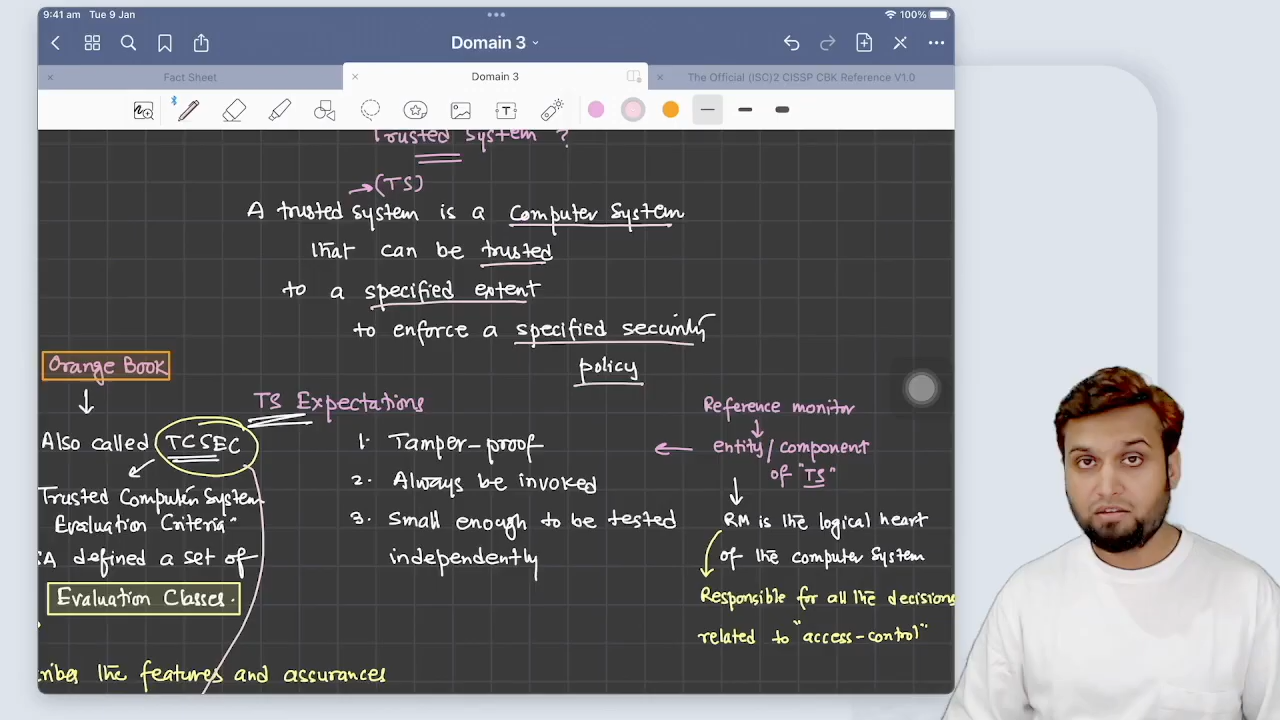 9:41 am Tue 9 Jan
100%
Domain 3
Fact Sheet
Domain 3
The Official (ISC)2 CISSP CBK Reference V1.0
Trusted System ?
(TS)
A trusted system is a computer system
that can be trusted
to a specified extent
to enforce a specified security
policy
Orange Book
Also called TCSEC
Trusted Computer System
Evaluation Criteria"
CA defined a set of
Evaluation Classes.
ribes the features and assurances
TS Expectations
1. Tamper-proof
2. Always be invoked
3. Small enough to be tested
independently
Reference monitor
entity/component
of "TS"
RM is the logical heart
of the computer system
Responsible for all the decisions
related to "access-control"